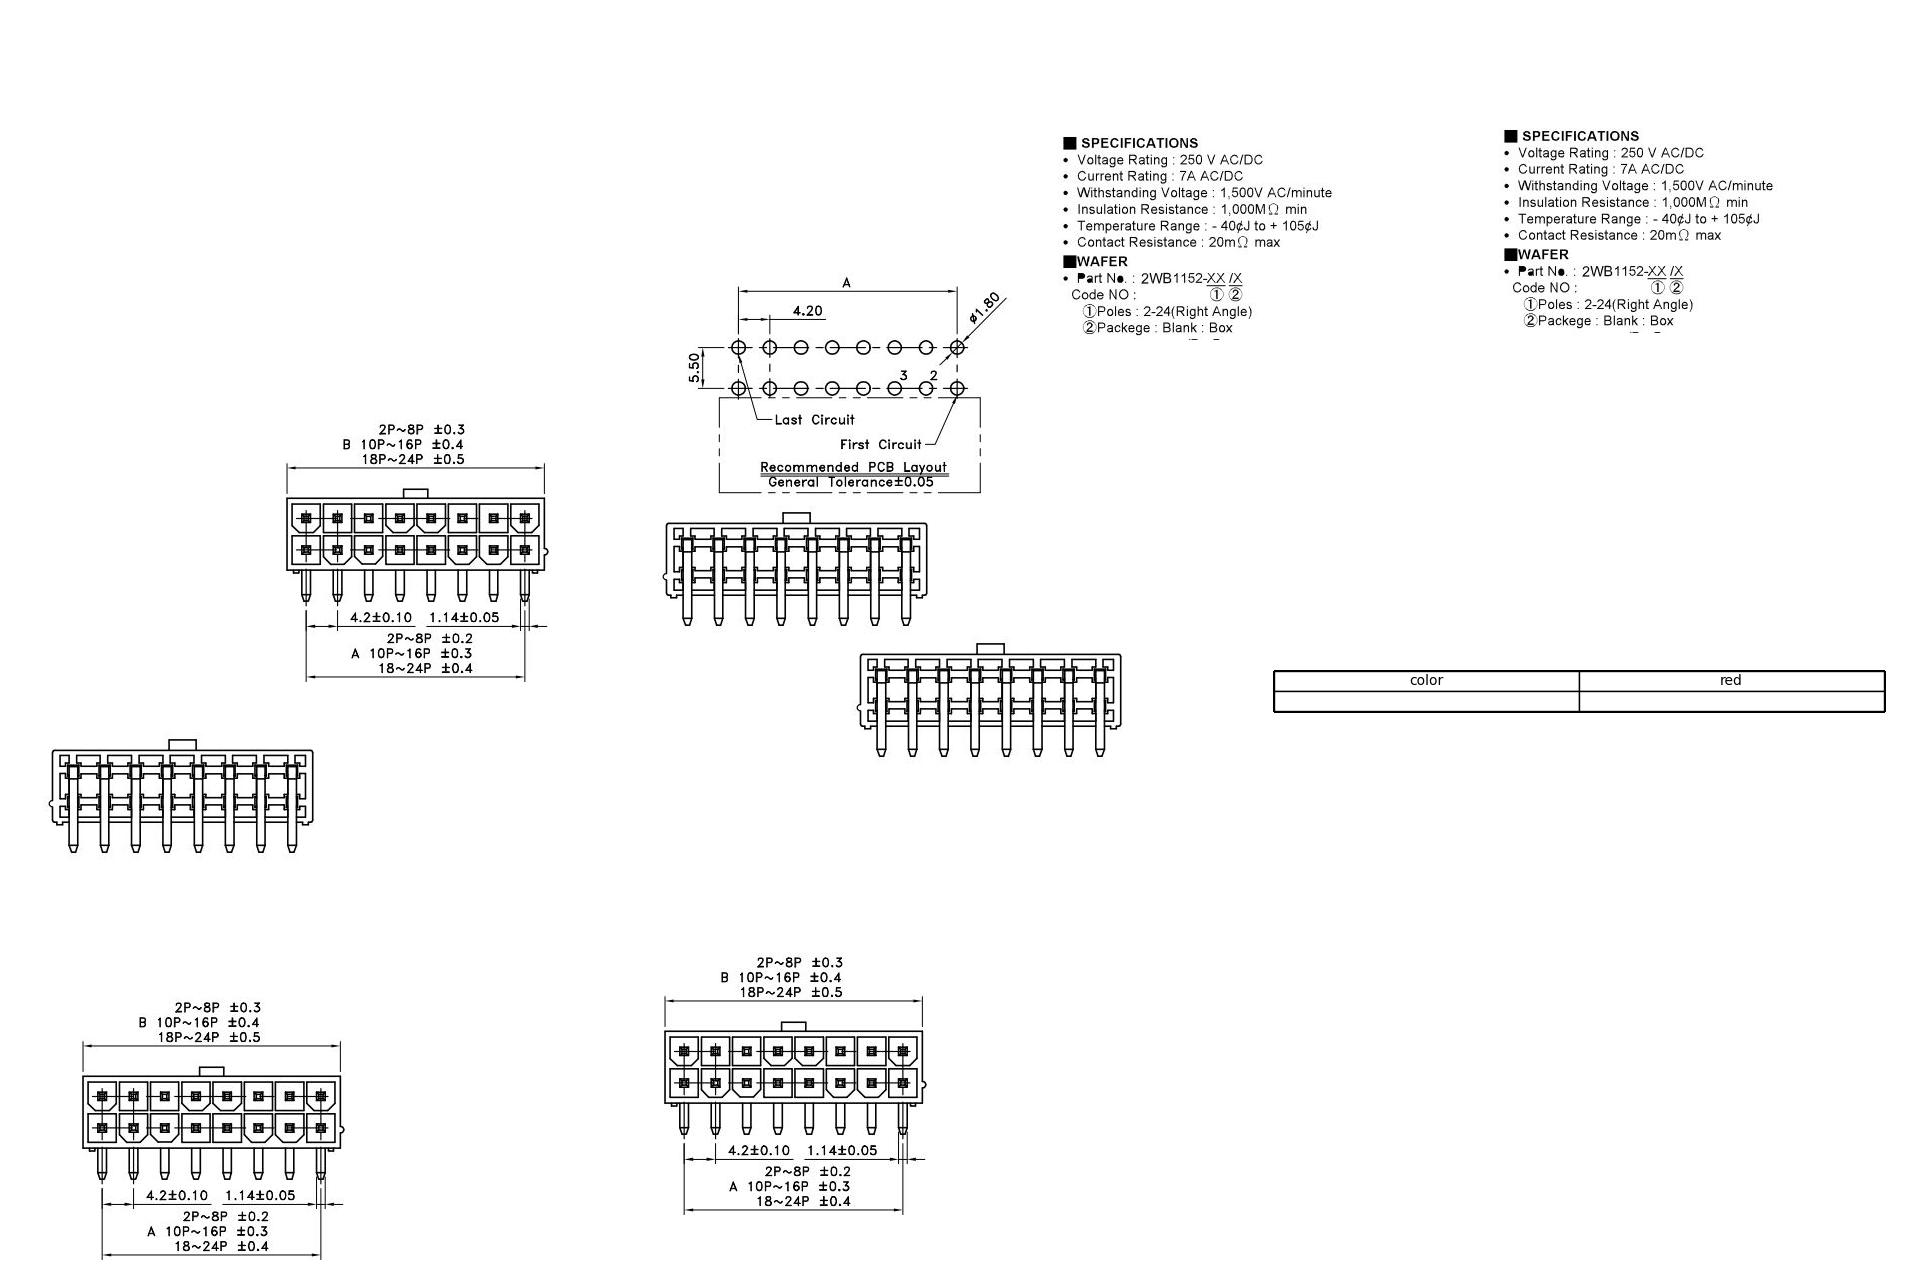 ■ SPECIFICATIONS
• Voltage Rating : 250 V AC/DC
• Current Rating : 7A AC/DC
• Withstanding Voltage : 1,500V AC/minute
• Insulation Resistance : 1,000MΩ min
• Temperature Range : - 40¢J to + 105¢J
• Contact Resistance : 20mΩ max
■WAFER
• Part No. : 2WB1152-XX /X
Code NO : ① ②
①Poles : 2-24(Right Angle)
②Packege : Blank : Box
■ SPECIFICATIONS
• Voltage Rating : 250 V AC/DC
• Current Rating : 7A AC/DC
• Withstanding Voltage : 1,500V AC/minute
• Insulation Resistance : 1,000MΩ min
• Temperature Range : - 40¢J to + 105¢J
• Contact Resistance : 20mΩ max
■WAFER
• Part No. : 2WB1152-XX /X
Code NO : ① ②
①Poles : 2-24(Right Angle)
②Packege : Blank : Box
A
4.20
ø1.80
5.50
3 2
Last Circuit
First Circuit
Recommended PCB Layout
General Tolerance±0.05
2P~8P ±0.3
B 10P~16P ±0.4
18P~24P ±0.5
4.2±0.10 1.14±0.05
2P~8P ±0.2
A 10P~16P ±0.3
18~24P ±0.4
color red
2P~8P ±0.3
B 10P~16P ±0.4
18P~24P ±0.5
4.2±0.10 1.14±0.05
2P~8P ±0.2
A 10P~16P ±0.3
18~24P ±0.4
2P~8P ±0.3
B 10P~16P ±0.4
18P~24P ±0.5
4.2±0.10 1.14±0.05
2P~8P ±0.2
A 10P~16P ±0.3
18~24P ±0.4